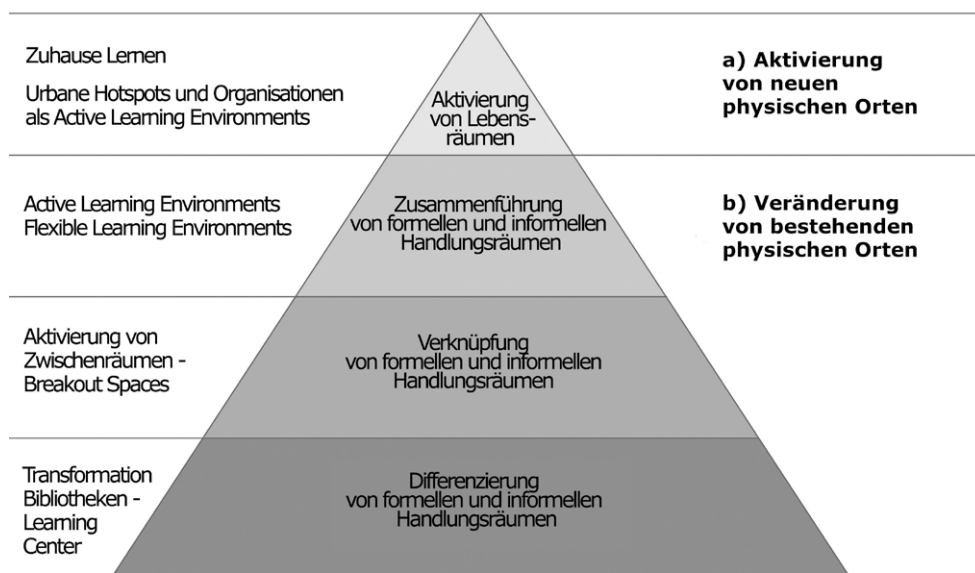 Zuhause Lernen
Urbane Hotspots und Organisationen
als Active Learning Environments
Aktivierung
von Lebens-
räumen
a) Aktivierung
von neuen
physischen Orten
Active Learning Environments
Flexible Learning Environments
Zusammenführung
von formellen und informellen
Handlungsräumen
b) Veränderung
von bestehenden
physischen Orten
Aktivierung von
Zwischenräumen -
Breakout Spaces
Verknüpfung
von formellen und informellen
Handlungsräumen
Transformation
Bibliotheken -
Learning
Center
Differenzierung
von formellen und informellen
Handlungsräumen